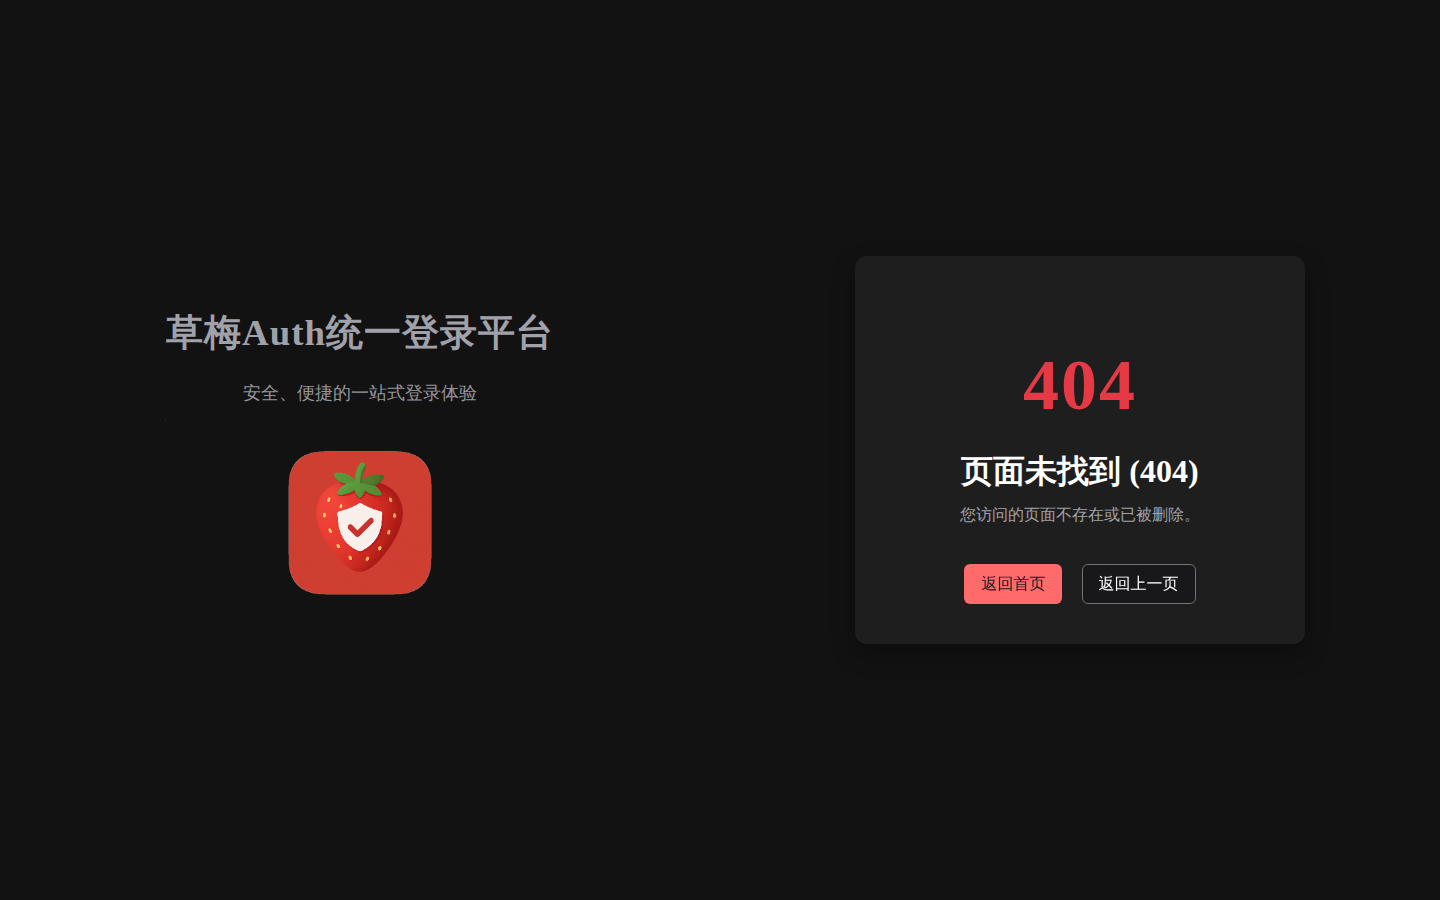 草梅Auth统一登录平台
安全、便捷的一站式登录体验
404
页面未找到 (404)
您访问的页面不存在或已被删除。
返回首页
返回上一页